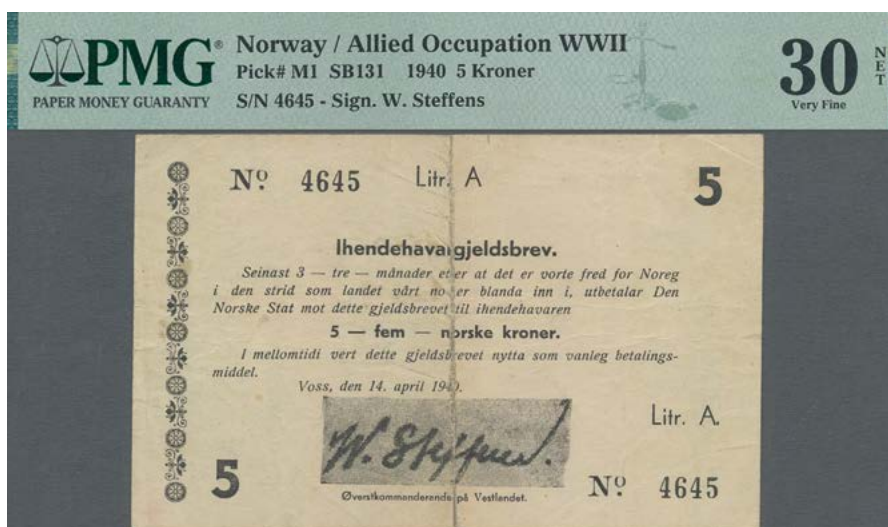 PMG®
PAPER MONEY GUARANTY
Norway / Allied Occupation WWII
Pick# M1 SB131 1940 5 Kroner
S/N 4645 - Sign. W. Steffens
30
NET
Very Fine
Nº 4645 Litr. A
5
Ihendehavargjeldsbrev.
Seinast 3 — tre — månader etter at det er vorte fred for Noreg
i den strid som landet vårt no er blanda inn i, utbetalar Den
Norske Stat mot dette gjeldsbrevet til ihendehavaren
5 — fem — norske kroner.
I mellomtidi vert dette gjeldsbrevet nytta som vanleg betalings-
middel.
Voss, den 14. april 1940.
Litr. A.
W. Steffens.
5
Øverstkommanderende på Vestlandet.
Nº 4645